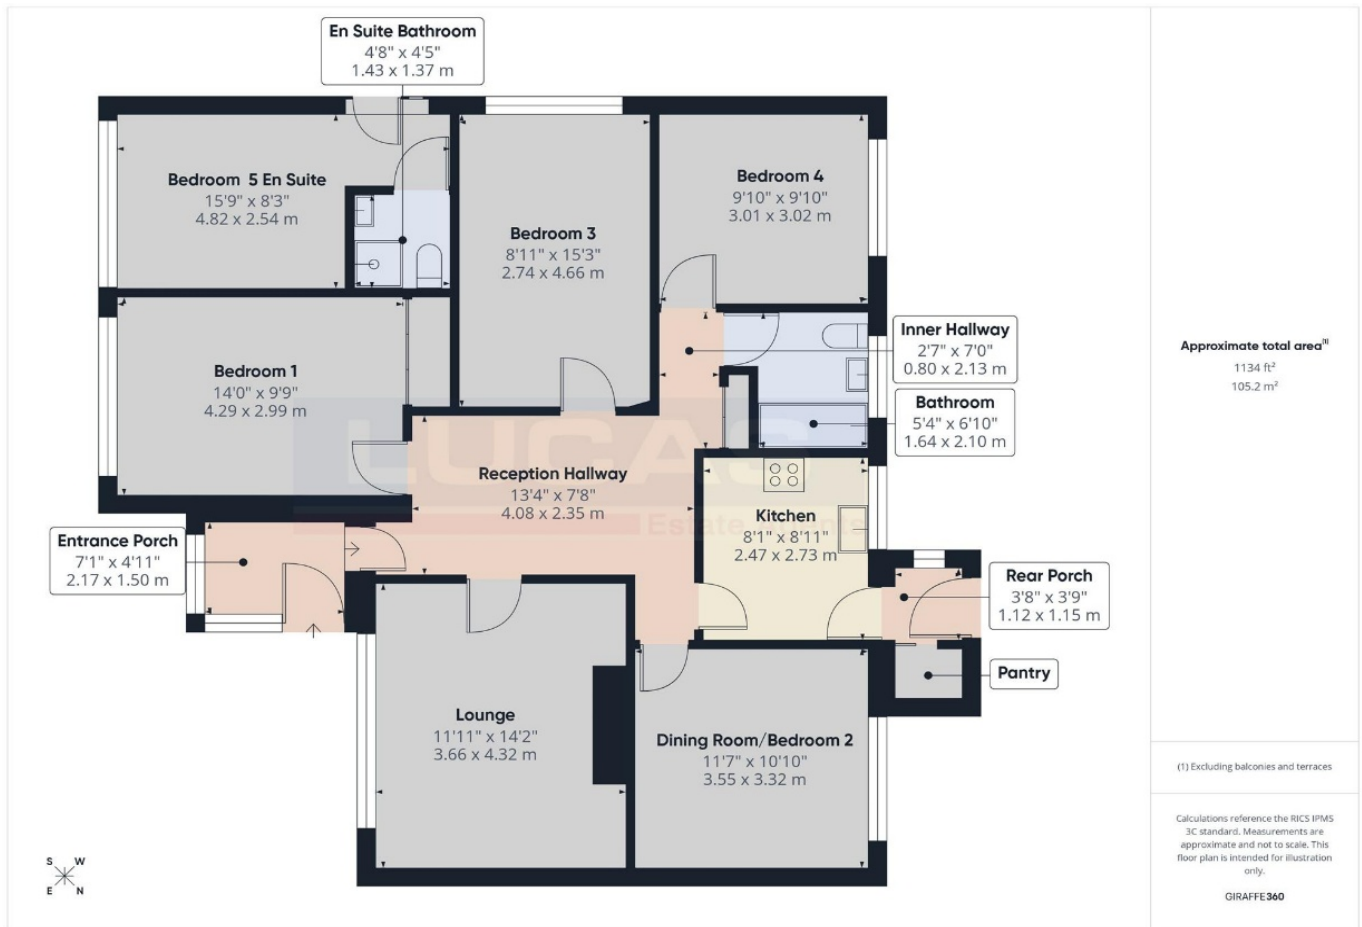 En Suite Bathroom
4'8" x 4'5"
1.43 x 1.37 m
Bedroom 5 En Suite
15'9" x 8'3"
4.82 x 2.54 m
Bedroom 3
8'11" x 15'3"
2.74 x 4.66 m
Bedroom 4
9'10" x 9'10"
3.01 x 3.02 m
Bedroom 1
14'0" x 9'9"
4.29 x 2.99 m
Inner Hallway
2'7" x 7'0"
0.80 x 2.13 m
Bathroom
5'4" x 6'10"
1.64 x 2.10 m
LUCAS
Estate Agents
Reception Hallway
13'4" x 7'8"
4.08 x 2.35 m
Kitchen
8'1" x 8'11"
2.47 x 2.73 m
Entrance Porch
7'1" x 4'11"
2.17 x 1.50 m
Rear Porch
3'8" x 3'9"
1.12 x 1.15 m
Pantry
Lounge
11'11" x 14'2"
3.66 x 4.32 m
Dining Room/Bedroom 2
11'7" x 10'10"
3.55 x 3.32 m
S W
E N
Approximate total area(1)
1134 ft²
105.2 m²
(1) Excluding balconies and terraces
Calculations reference the RICS IPMS
3C standard. Measurements are
approximate and not to scale. This
floor plan is intended for illustration
only.
GIRAFFE360